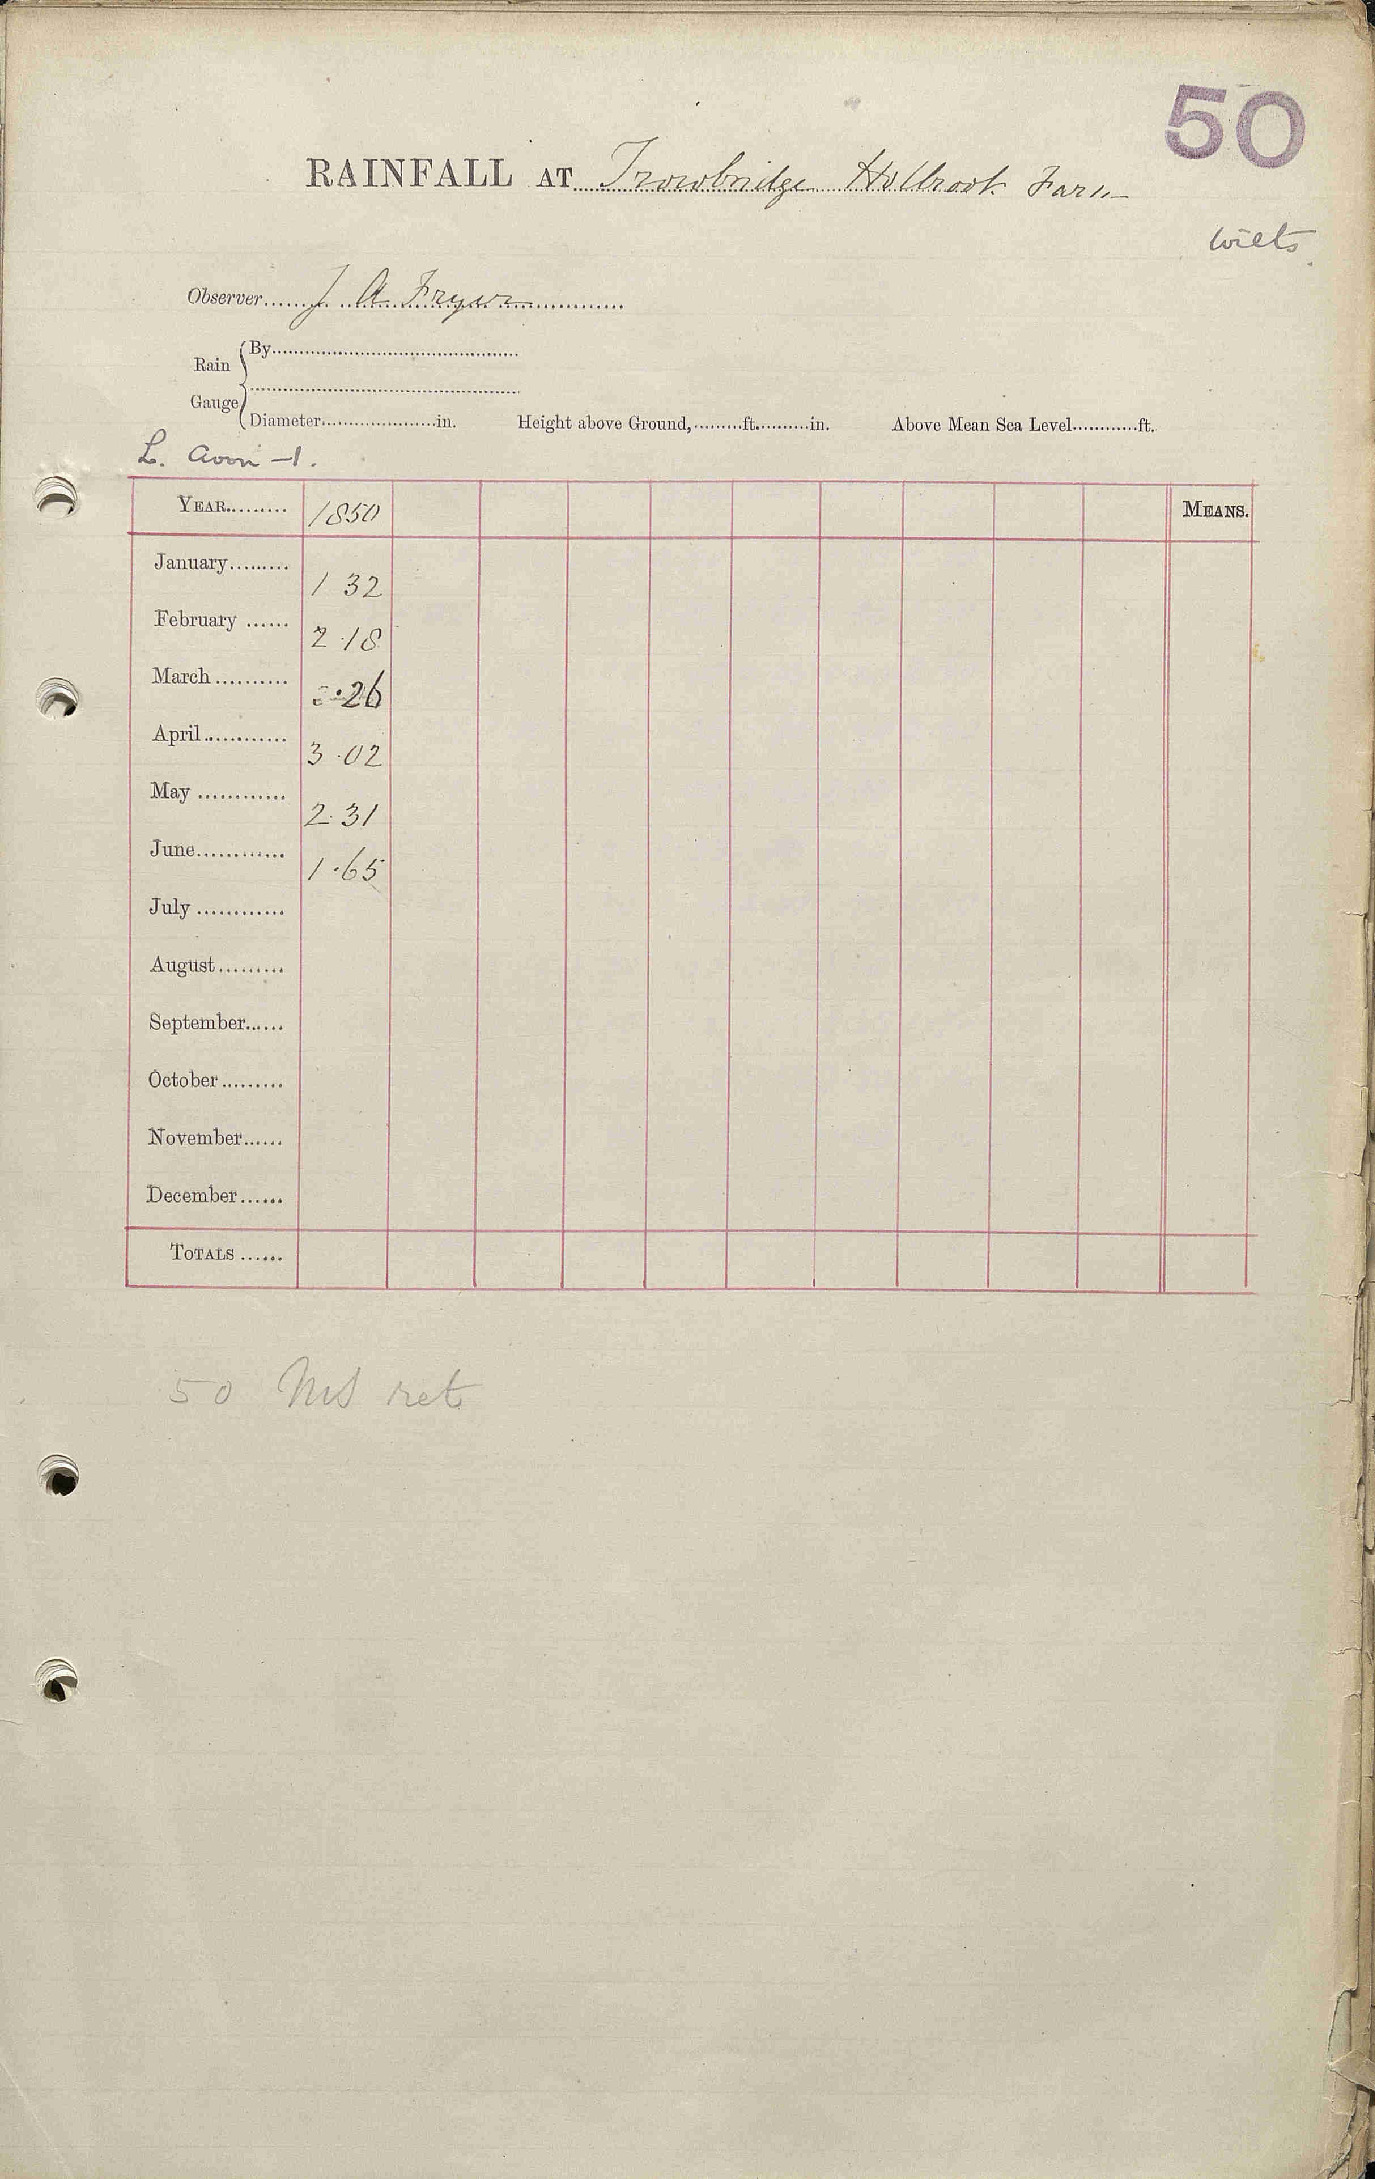 50
RAINFALL AT Trowbridge Holbrook Farm
Wilts.
Observer J A Fryer
Rain Gauge
By
Diameter in. Height above Ground, ft. in. Above Mean Sea Level ft.
L. Avon -1.
YEAR 1850 MEANS.
January 1 32
February 2.18
March 2.26
April 3.02
May 2.31
June 1.65
July
August
September
October
November
December
TOTALS
50 MS ret